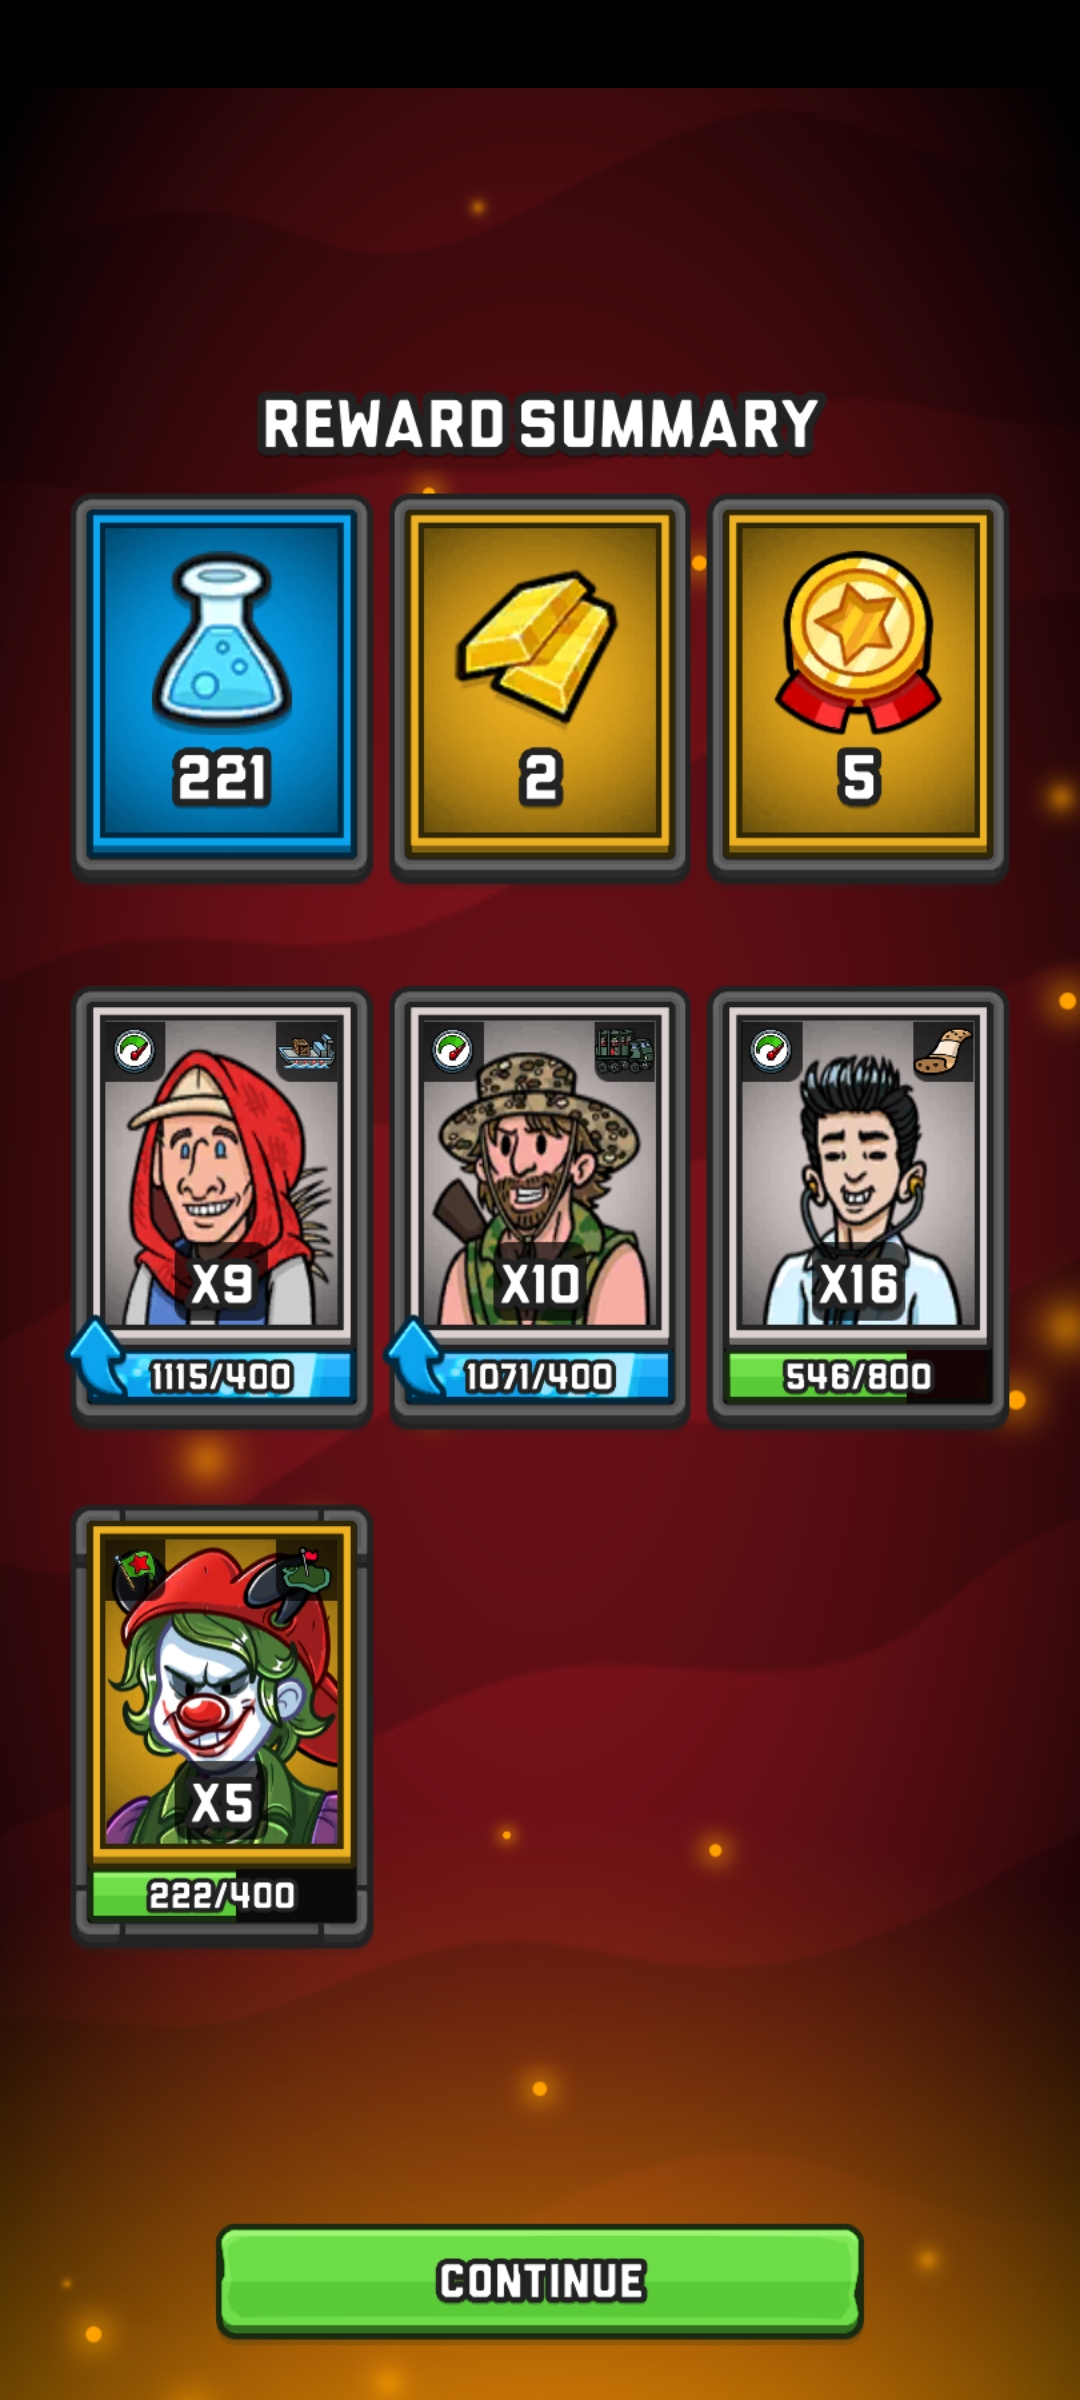 REWARD SUMMARY
221
2
5
X9
X10
X16
1115/400
1071/400
546/800
X5
222/400
CONTINUE